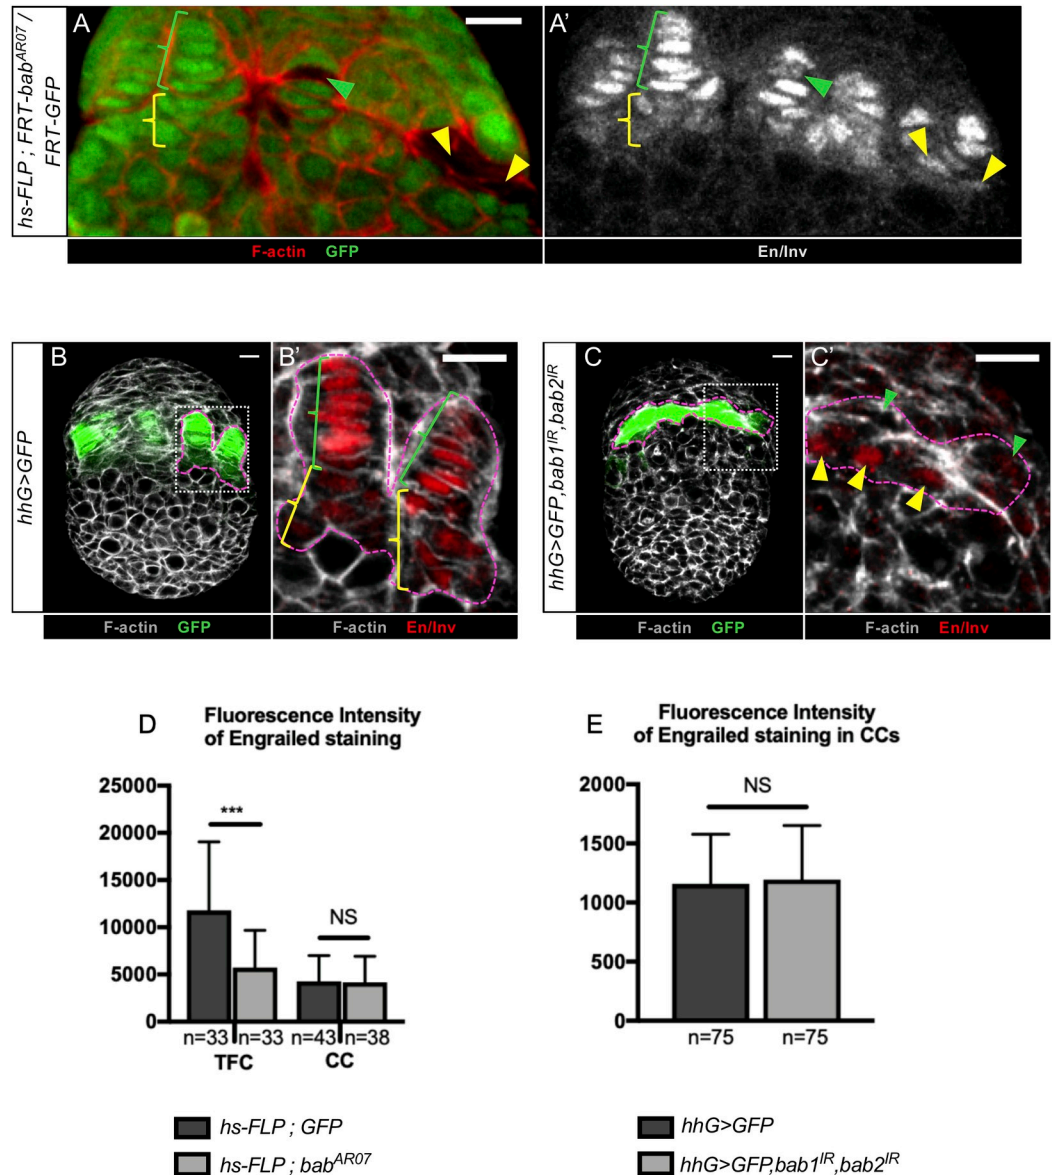 A
A'
hs-FLP ; FRT-bab^AR07 /
FRT-GFP
F-actin GFP
En/Inv
B
B'
hhG>GFP
F-actin GFP
F-actin En/Inv
C
C'
hhG>GFP,bab1^IR,bab2^IR
F-actin GFP
F-actin En/Inv
D
Fluorescence Intensity
of Engrailed staining
25000
20000
15000
10000
5000
0
***
NS
n=33 n=33 n=43 n=38
TFC CC
hs-FLP ; GFP
hs-FLP ; bab^AR07
E
Fluorescence Intensity
of Engrailed staining in CCs
2000
1500
1000
500
0
NS
n=75 n=75
hhG>GFP
hhG>GFP,bab1^IR,bab2^IR